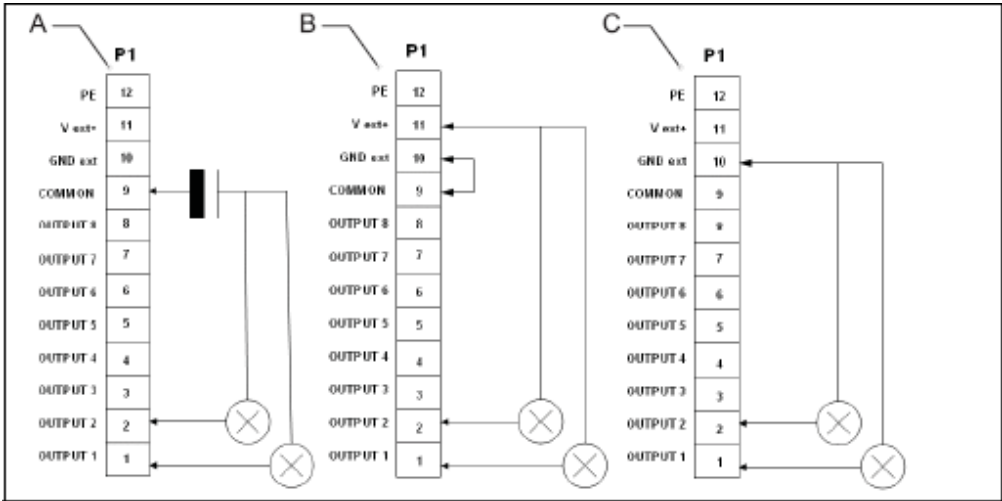 A
P1
PE 12
V ext+ 11
GND ext 10
COMMON 9
OUTPUT 8 8
OUTPUT 7 7
OUTPUT 6 6
OUTPUT 5 5
OUTPUT 4 4
OUTPUT 3 3
OUTPUT 2 2
OUTPUT 1 1
B
P1
PE 12
V ext+ 11
GND ext 10
COMMON 9
OUTPUT 8 8
OUTPUT 7 7
OUTPUT 6 6
OUTPUT 5 5
OUTPUT 4 4
OUTPUT 3 3
OUTPUT 2 2
OUTPUT 1 1
C
P1
PE 12
V ext+ 11
GND ext 10
COMMON 9
OUTPUT 8 8
OUTPUT 7 7
OUTPUT 6 6
OUTPUT 5 5
OUTPUT 4 4
OUTPUT 3 3
OUTPUT 2 2
OUTPUT 1 1